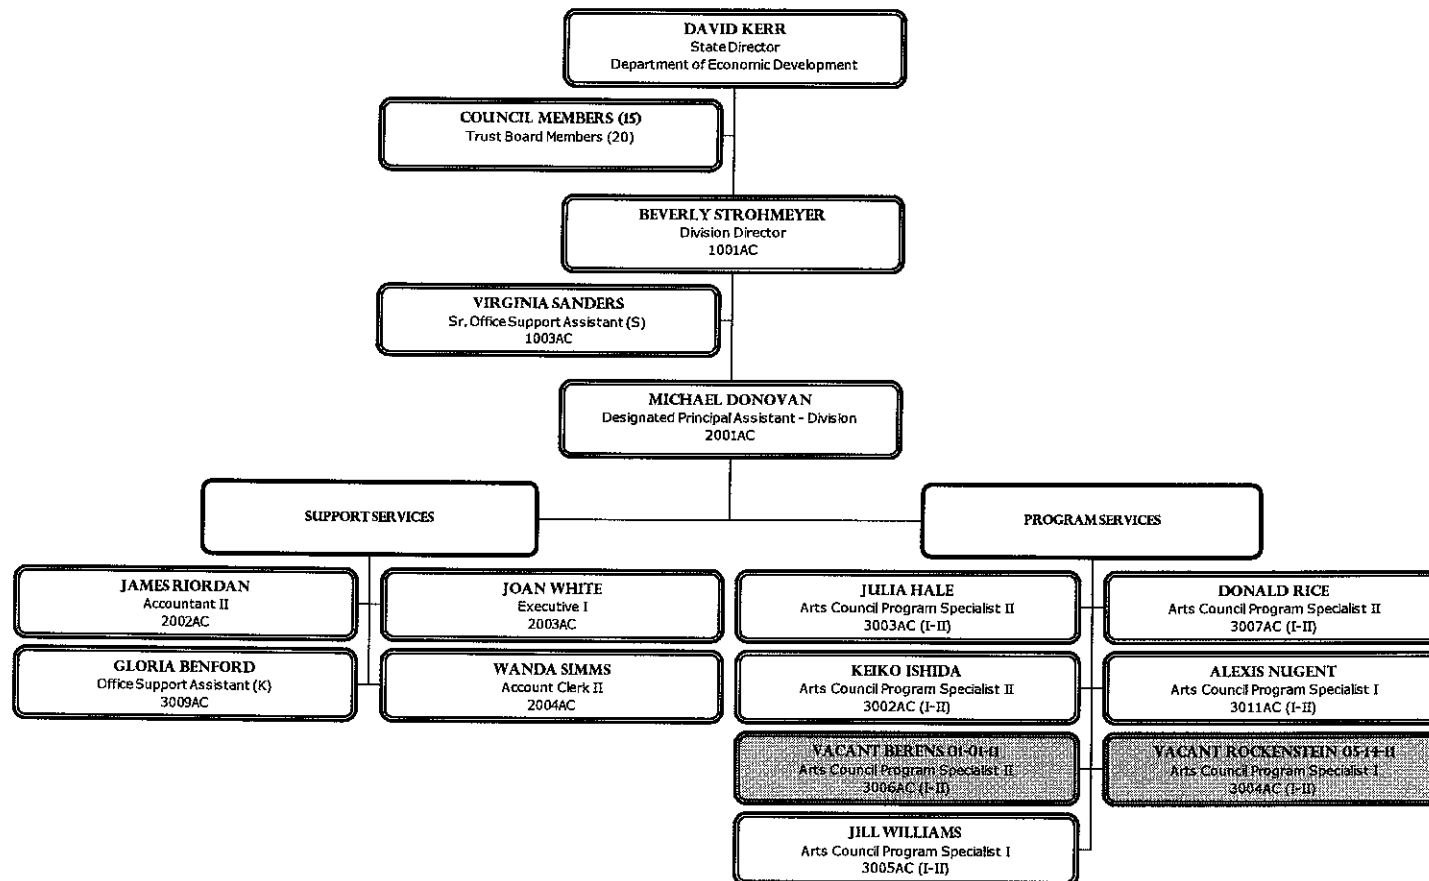 DAVID KERR
State Director
Department of Economic Development
COUNCIL MEMBERS (15)
Trust Board Members (20)
BEVERLY STROHMEYER
Division Director
1001AC
VIRGINIA SANDERS
Sr. Office Support Assistant (S)
1003AC
MICHAEL DONOVAN
Designated Principal Assistant - Division
2001AC
SUPPORT SERVICES
PROGRAM SERVICES
JAMES RIORDAN
Accountant II
2002AC
JOAN WHITE
Executive I
2003AC
JULIA HALE
Arts Council Program Specialist II
3003AC (I-II)
DONALD RICE
Arts Council Program Specialist II
3007AC (I-II)
GLORIA BENFORD
Office Support Assistant (K)
3009AC
WANDA SIMMS
Account Clerk II
2004AC
KEIKO ISHIDA
Arts Council Program Specialist II
3002AC (I-II)
ALEXIS NUGENT
Arts Council Program Specialist I
3011AC (I-II)
VACANT BERENS 01-01-11
Arts Council Program Specialist II
3006AC (I-II)
VACANT ROCKENSTEIN 05-14-11
Arts Council Program Specialist I
3004AC (I-II)
JILL WILLIAMS
Arts Council Program Specialist I
3005AC (I-II)